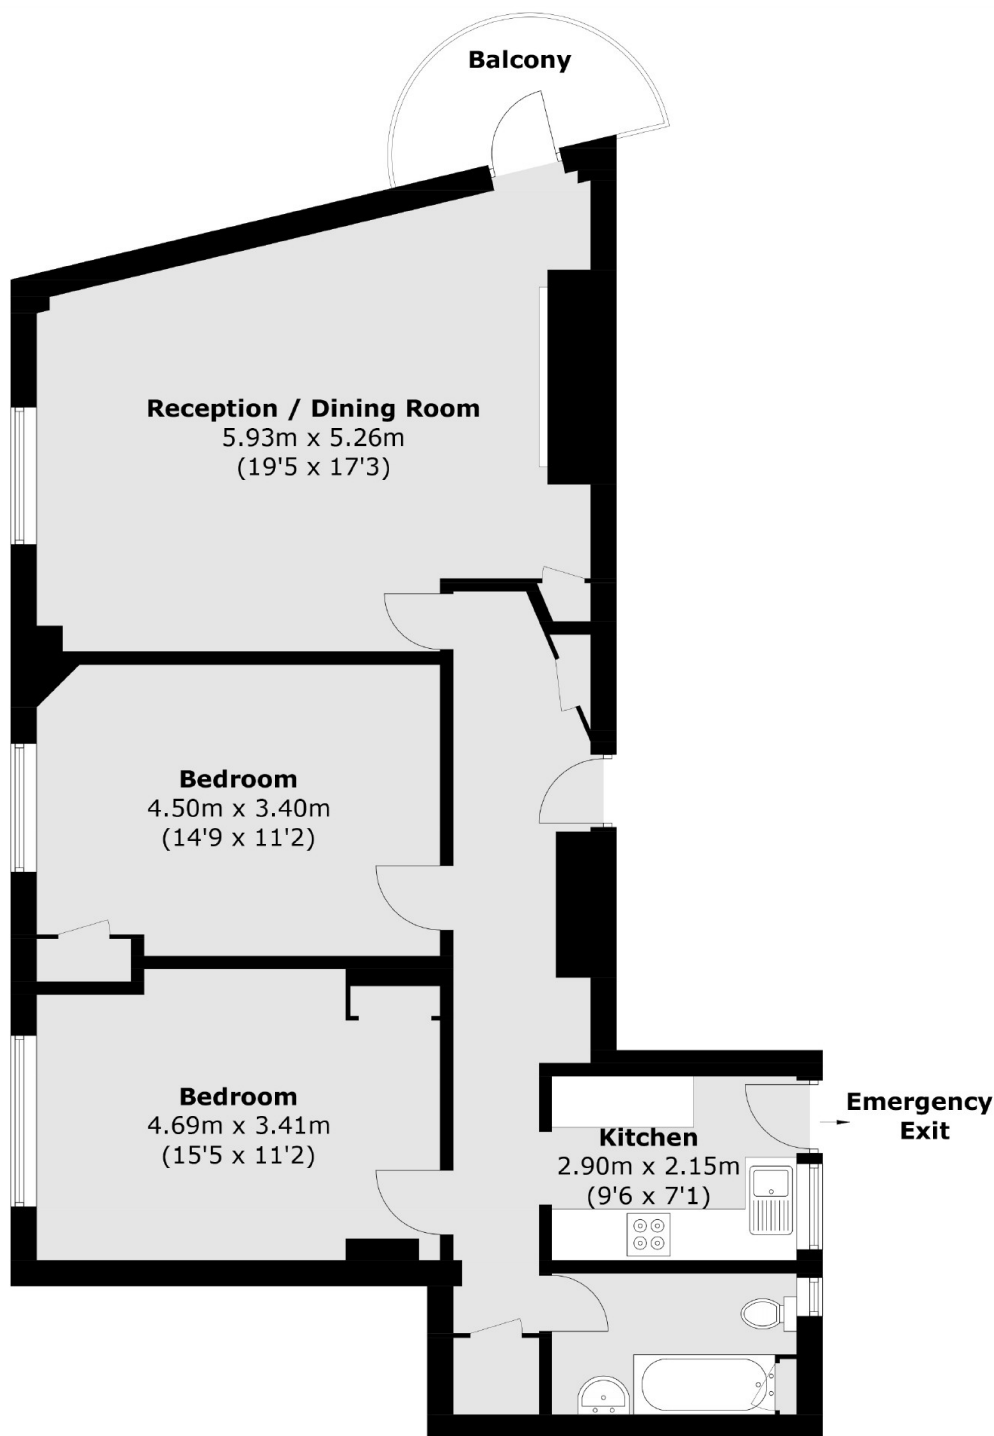 Balcony
Reception / Dining Room
5.93m x 5.26m
(19'5 x 17'3)
Bedroom
4.50m x 3.40m
(14'9 x 11'2)
Bedroom
4.69m x 3.41m
(15'5 x 11'2)
Kitchen
2.90m x 2.15m
(9'6 x 7'1)
Emergency
Exit